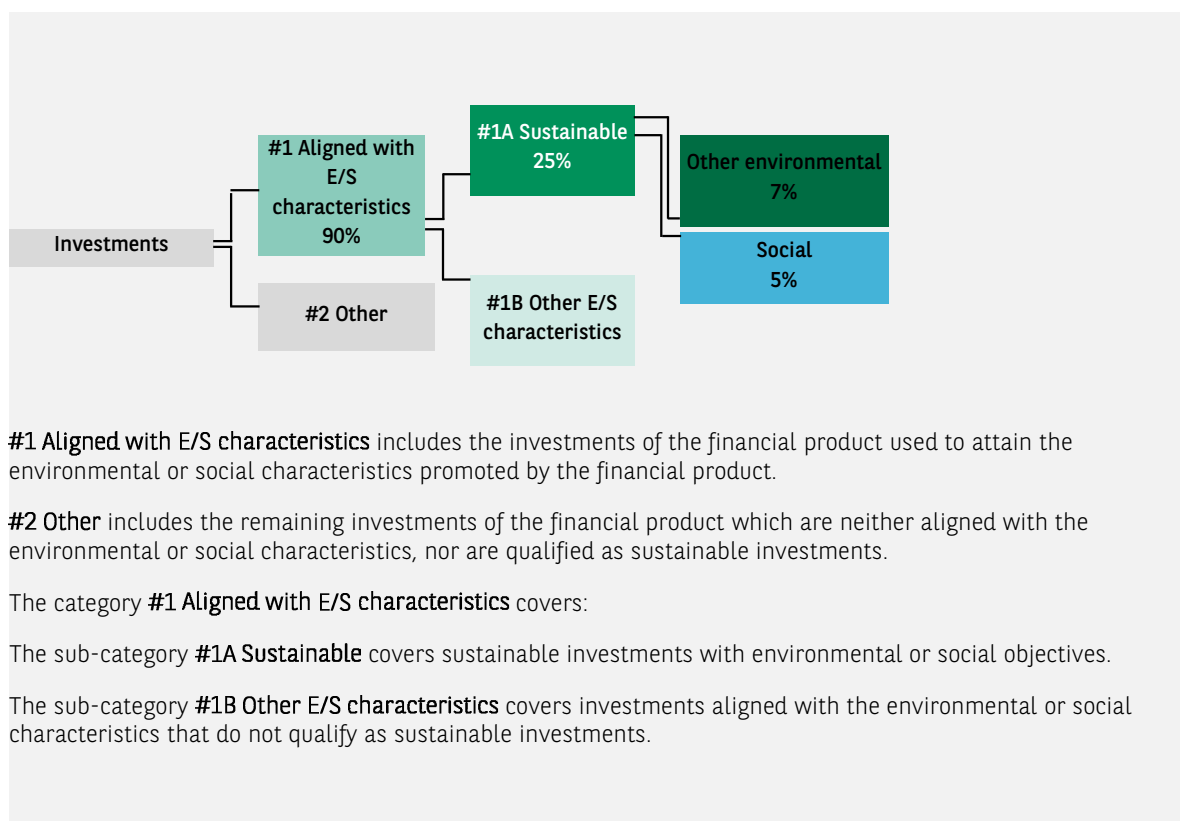 #1 Aligned with
E/S
characteristics
90%
#1A Sustainable
25%
Other environmental
7%
Investments
Social
5%
#2 Other
#1B Other E/S
characteristics
#1 Aligned with E/S characteristics includes the investments of the financial product used to attain the
environmental or social characteristics promoted by the financial product.
#2 Other includes the remaining investments of the financial product which are neither aligned with the
environmental or social characteristics, nor are qualified as sustainable investments.
The category #1 Aligned with E/S characteristics covers:
The sub-category #1A Sustainable covers sustainable investments with environmental or social objectives.
The sub-category #1B Other E/S characteristics covers investments aligned with the environmental or social
characteristics that do not qualify as sustainable investments.